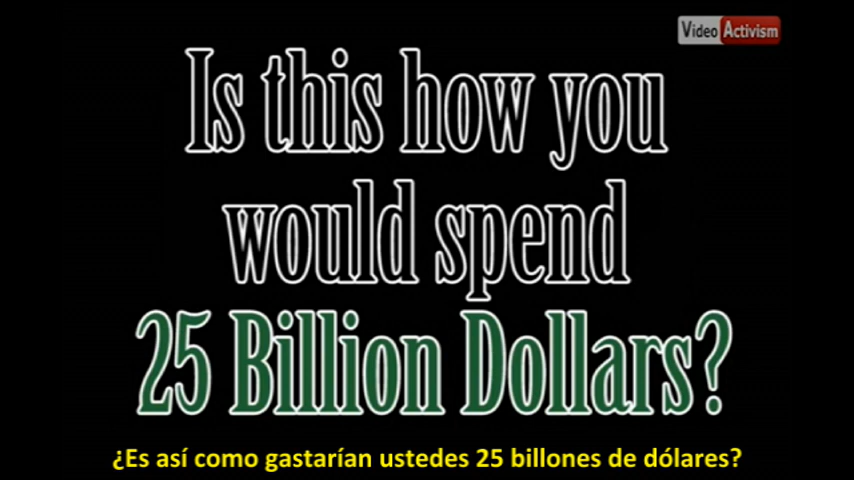 Video Activism
Is this how you
would spend
25 Billion Dollars?
¿Es así como gastarían ustedes 25 billones de dólares?